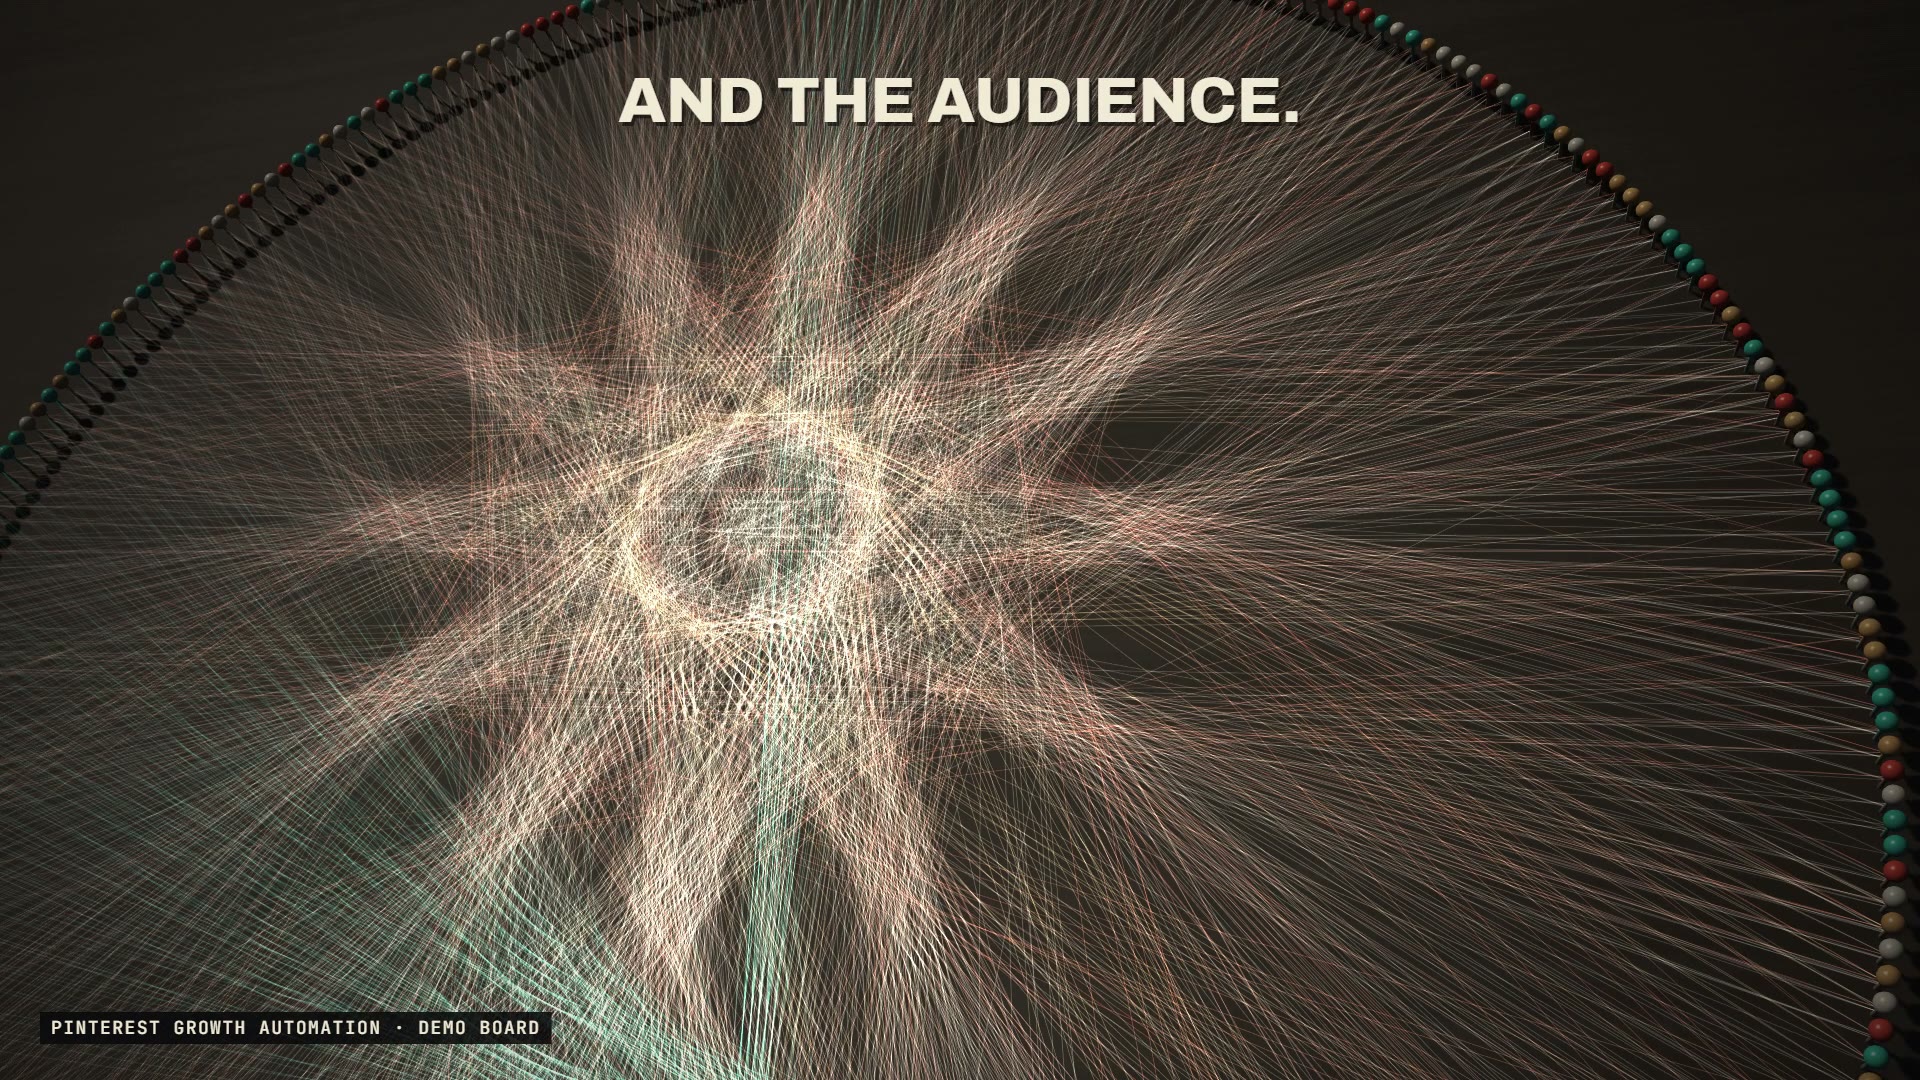 AND THE AUDIENCE.
PINTEREST GROWTH AUTOMATION · DEMO BOARD